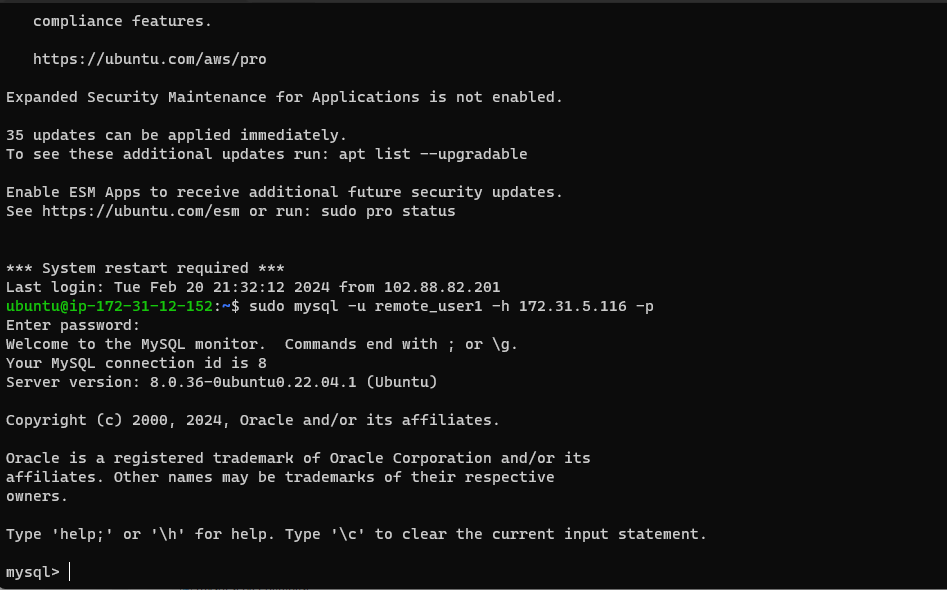 compliance features.
https://ubuntu.com/aws/pro
Expanded Security Maintenance for Applications is not enabled.
35 updates can be applied immediately.
To see these additional updates run: apt list --upgradable
Enable ESM Apps to receive additional future security updates.
See https://ubuntu.com/esm or run: sudo pro status
*** System restart required ***
Last login: Tue Feb 20 21:32:12 2024 from 102.88.82.201
ubuntu@ip-172-31-12-152:~$ sudo mysql -u remote_user1 -h 172.31.5.116 -p
Enter password:
Welcome to the MySQL monitor.  Commands end with ; or \g.
Your MySQL connection id is 8
Server version: 8.0.36-0ubuntu0.22.04.1 (Ubuntu)
Copyright (c) 2000, 2024, Oracle and/or its affiliates.
Oracle is a registered trademark of Oracle Corporation and/or its
affiliates. Other names may be trademarks of their respective
owners.
Type 'help;' or '\h' for help. Type '\c' to clear the current input statement.
mysql>